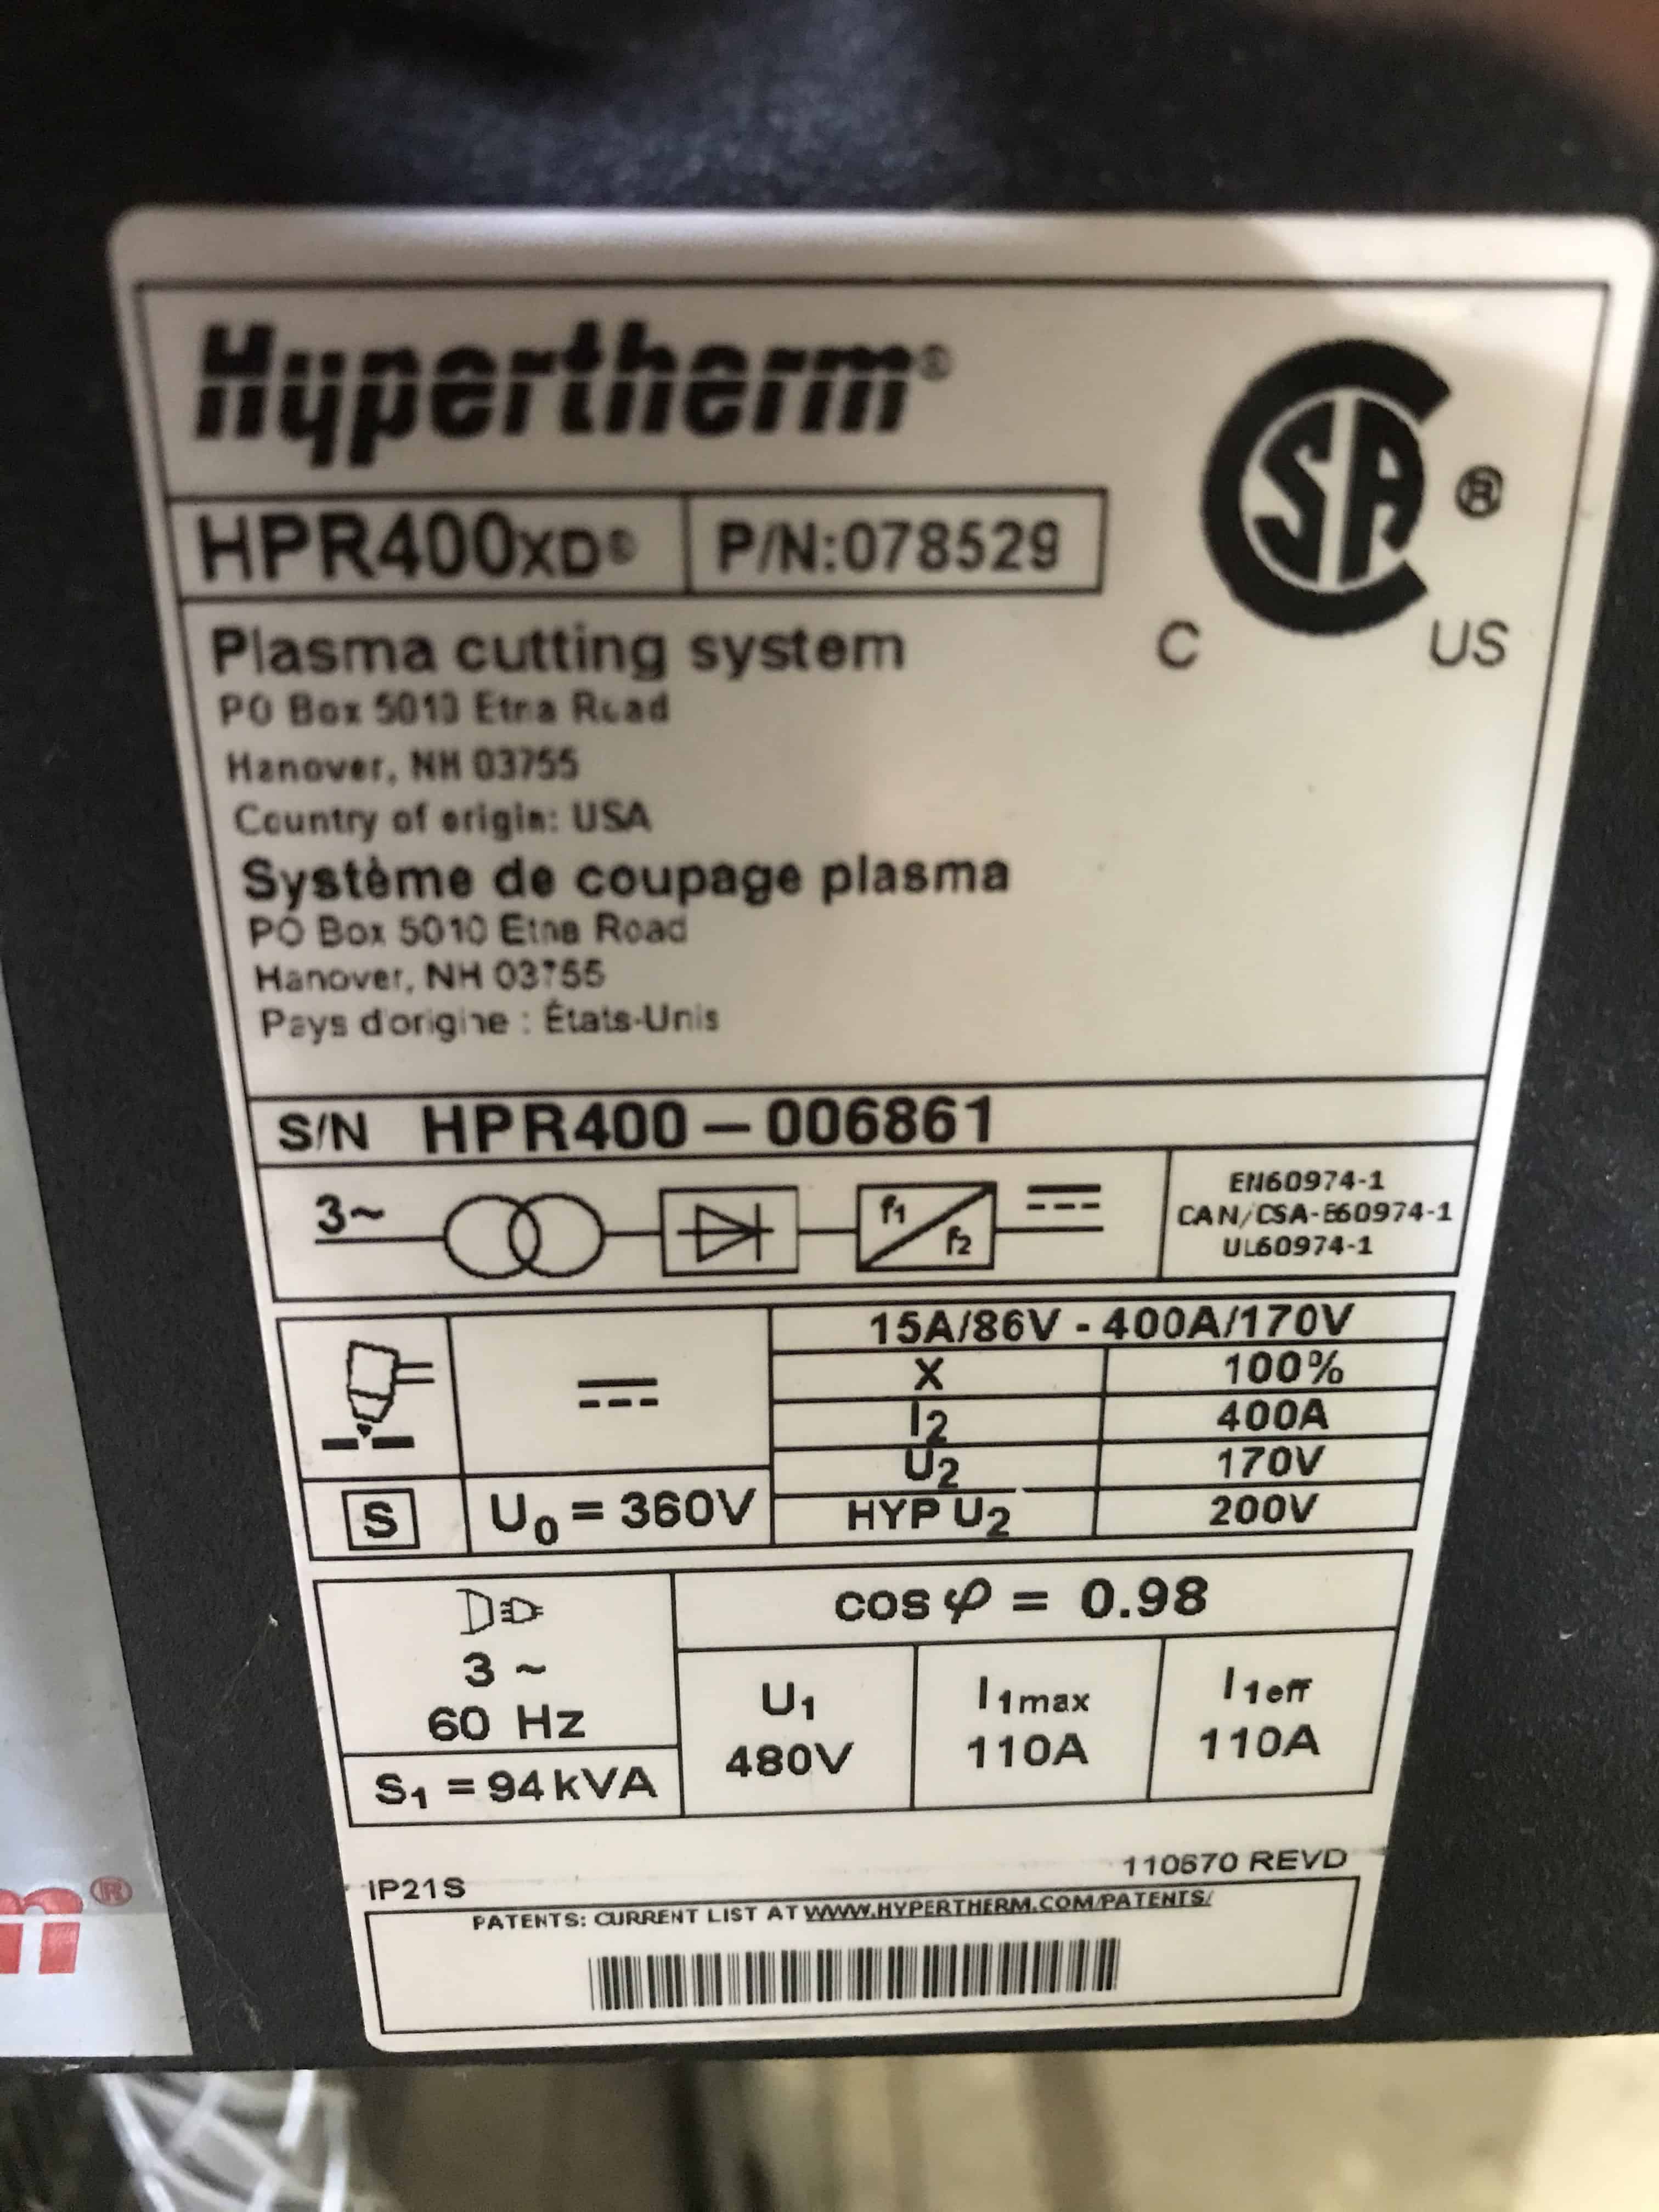 Hypertherm®
HPR400XD® P/N:078529
CSA ®
C US
Plasma cutting system
PO Box 5010 Etna Road
Hanover, NH 03755
Country of origin: USA
Système de coupage plasma
PO Box 5010 Etna Road
Hanover, NH 03755
Pays d'origine : États-Unis
S/N HPR400-006861
3~ f1 f2
EN60974-1
CAN/CSA-E60974-1
UL60974-1
15A/86V - 400A/170V
X 100%
I2 400A
U2 170V
S U0 = 360V HYP U2 200V
cos φ = 0.98
3 ~
60 Hz
U1 I1max I1eff
480V 110A 110A
S1 = 94 kVA
IP21S 110670 REVD
PATENTS: CURRENT LIST AT WWW.HYPERTHERM.COM/PATENTS/
m®